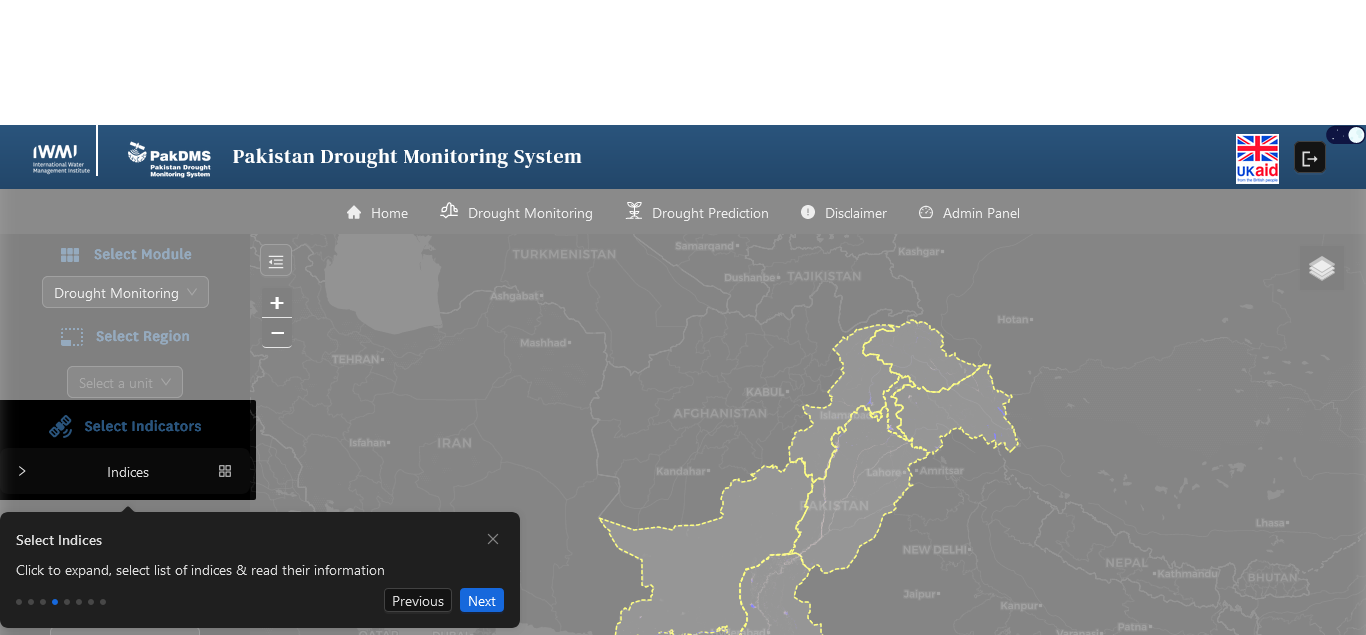 IWMI
International Water
Management Institute
PakDMS
Pakistan Drought
Monitoring System
Pakistan Drought Monitoring System
UKaid
from the British people
Home
Drought Monitoring
Drought Prediction
Disclaimer
Admin Panel
Select Module
Drought Monitoring
Select Region
Select a unit
Select Indicators
Indices
Select Indices
Click to expand, select list of indices & read their information
Previous
Next
+
−
TURKMENISTAN
Samarqand
Kashgar
Dushanbe
TAJIKISTAN
Ashgabat
Hotan
Mashhad
TEHRAN
KABUL
AFGHANISTAN
Isfahan
IRAN
Kandahar
Lahore
Amritsar
PAKISTAN
Lhasa
NEW DELHI
NEPAL
Kathmandu
BHUTAN
Jaipur
Kanpur
Patna